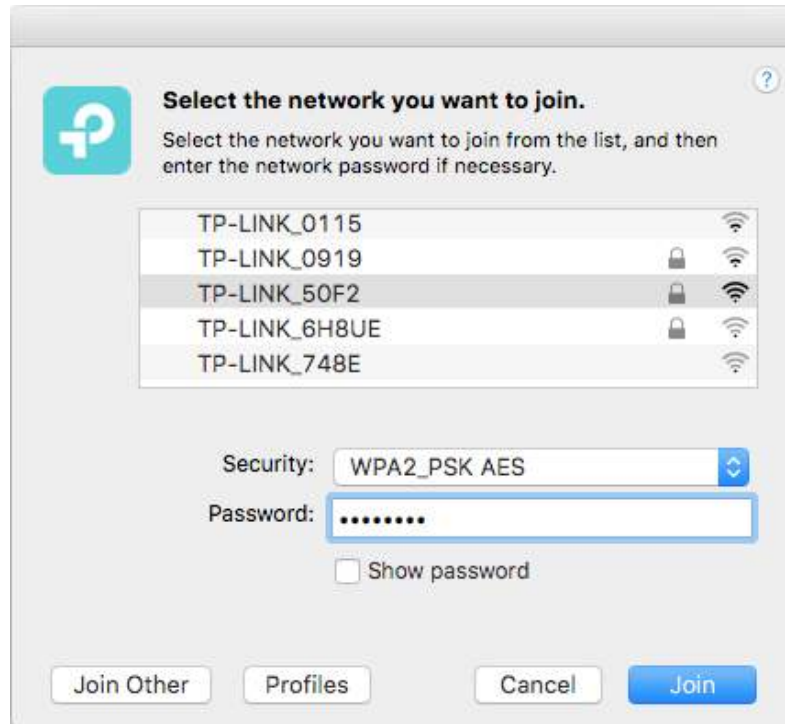 ?
Select the network you want to join.
Select the network you want to join from the list, and then
enter the network password if necessary.
TP-LINK_0115
TP-LINK_0919
TP-LINK_50F2
TP-LINK_6H8UE
TP-LINK_748E
Security: WPA2_PSK AES
Password: ••••••••
Show password
Join Other Profiles Cancel Join